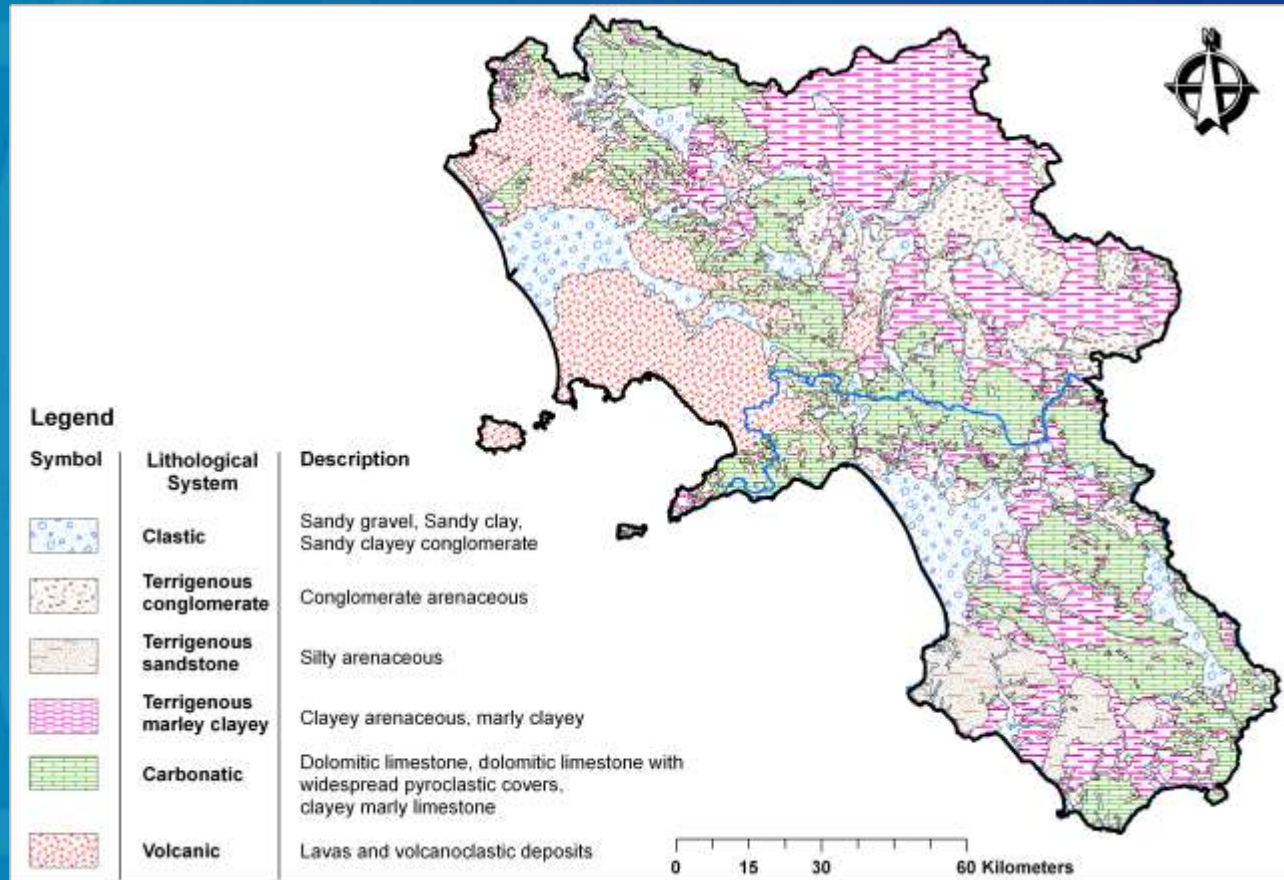 N
Legend
Symbol
Lithological
System
Description
Clastic
Sandy gravel, Sandy clay,
Sandy clayey conglomerate
Terrigenous
conglomerate
Conglomerate arenaceous
Terrigenous
sandstone
Silty arenaceous
Terrigenous
marley clayey
Clayey arenaceous, marly clayey
Carbonatic
Dolomitic limestone, dolomitic limestone with
widespread pyroclastic covers,
clayey marly limestone
Volcanic
Lavas and volcanoclastic deposits
0 15 30 60 Kilometers